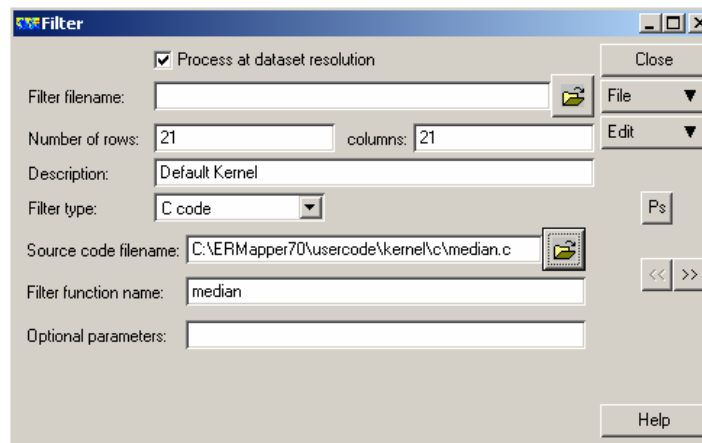 Filter
Process at dataset resolution
Close
Filter filename:
File
Number of rows: 21 columns: 21
Edit
Description: Default Kernel
Filter type: C code
Ps
Source code filename: C:\ERMapper70\usercode\kernel\c\median.c
<< >>
Filter function name: median
Optional parameters:
Help